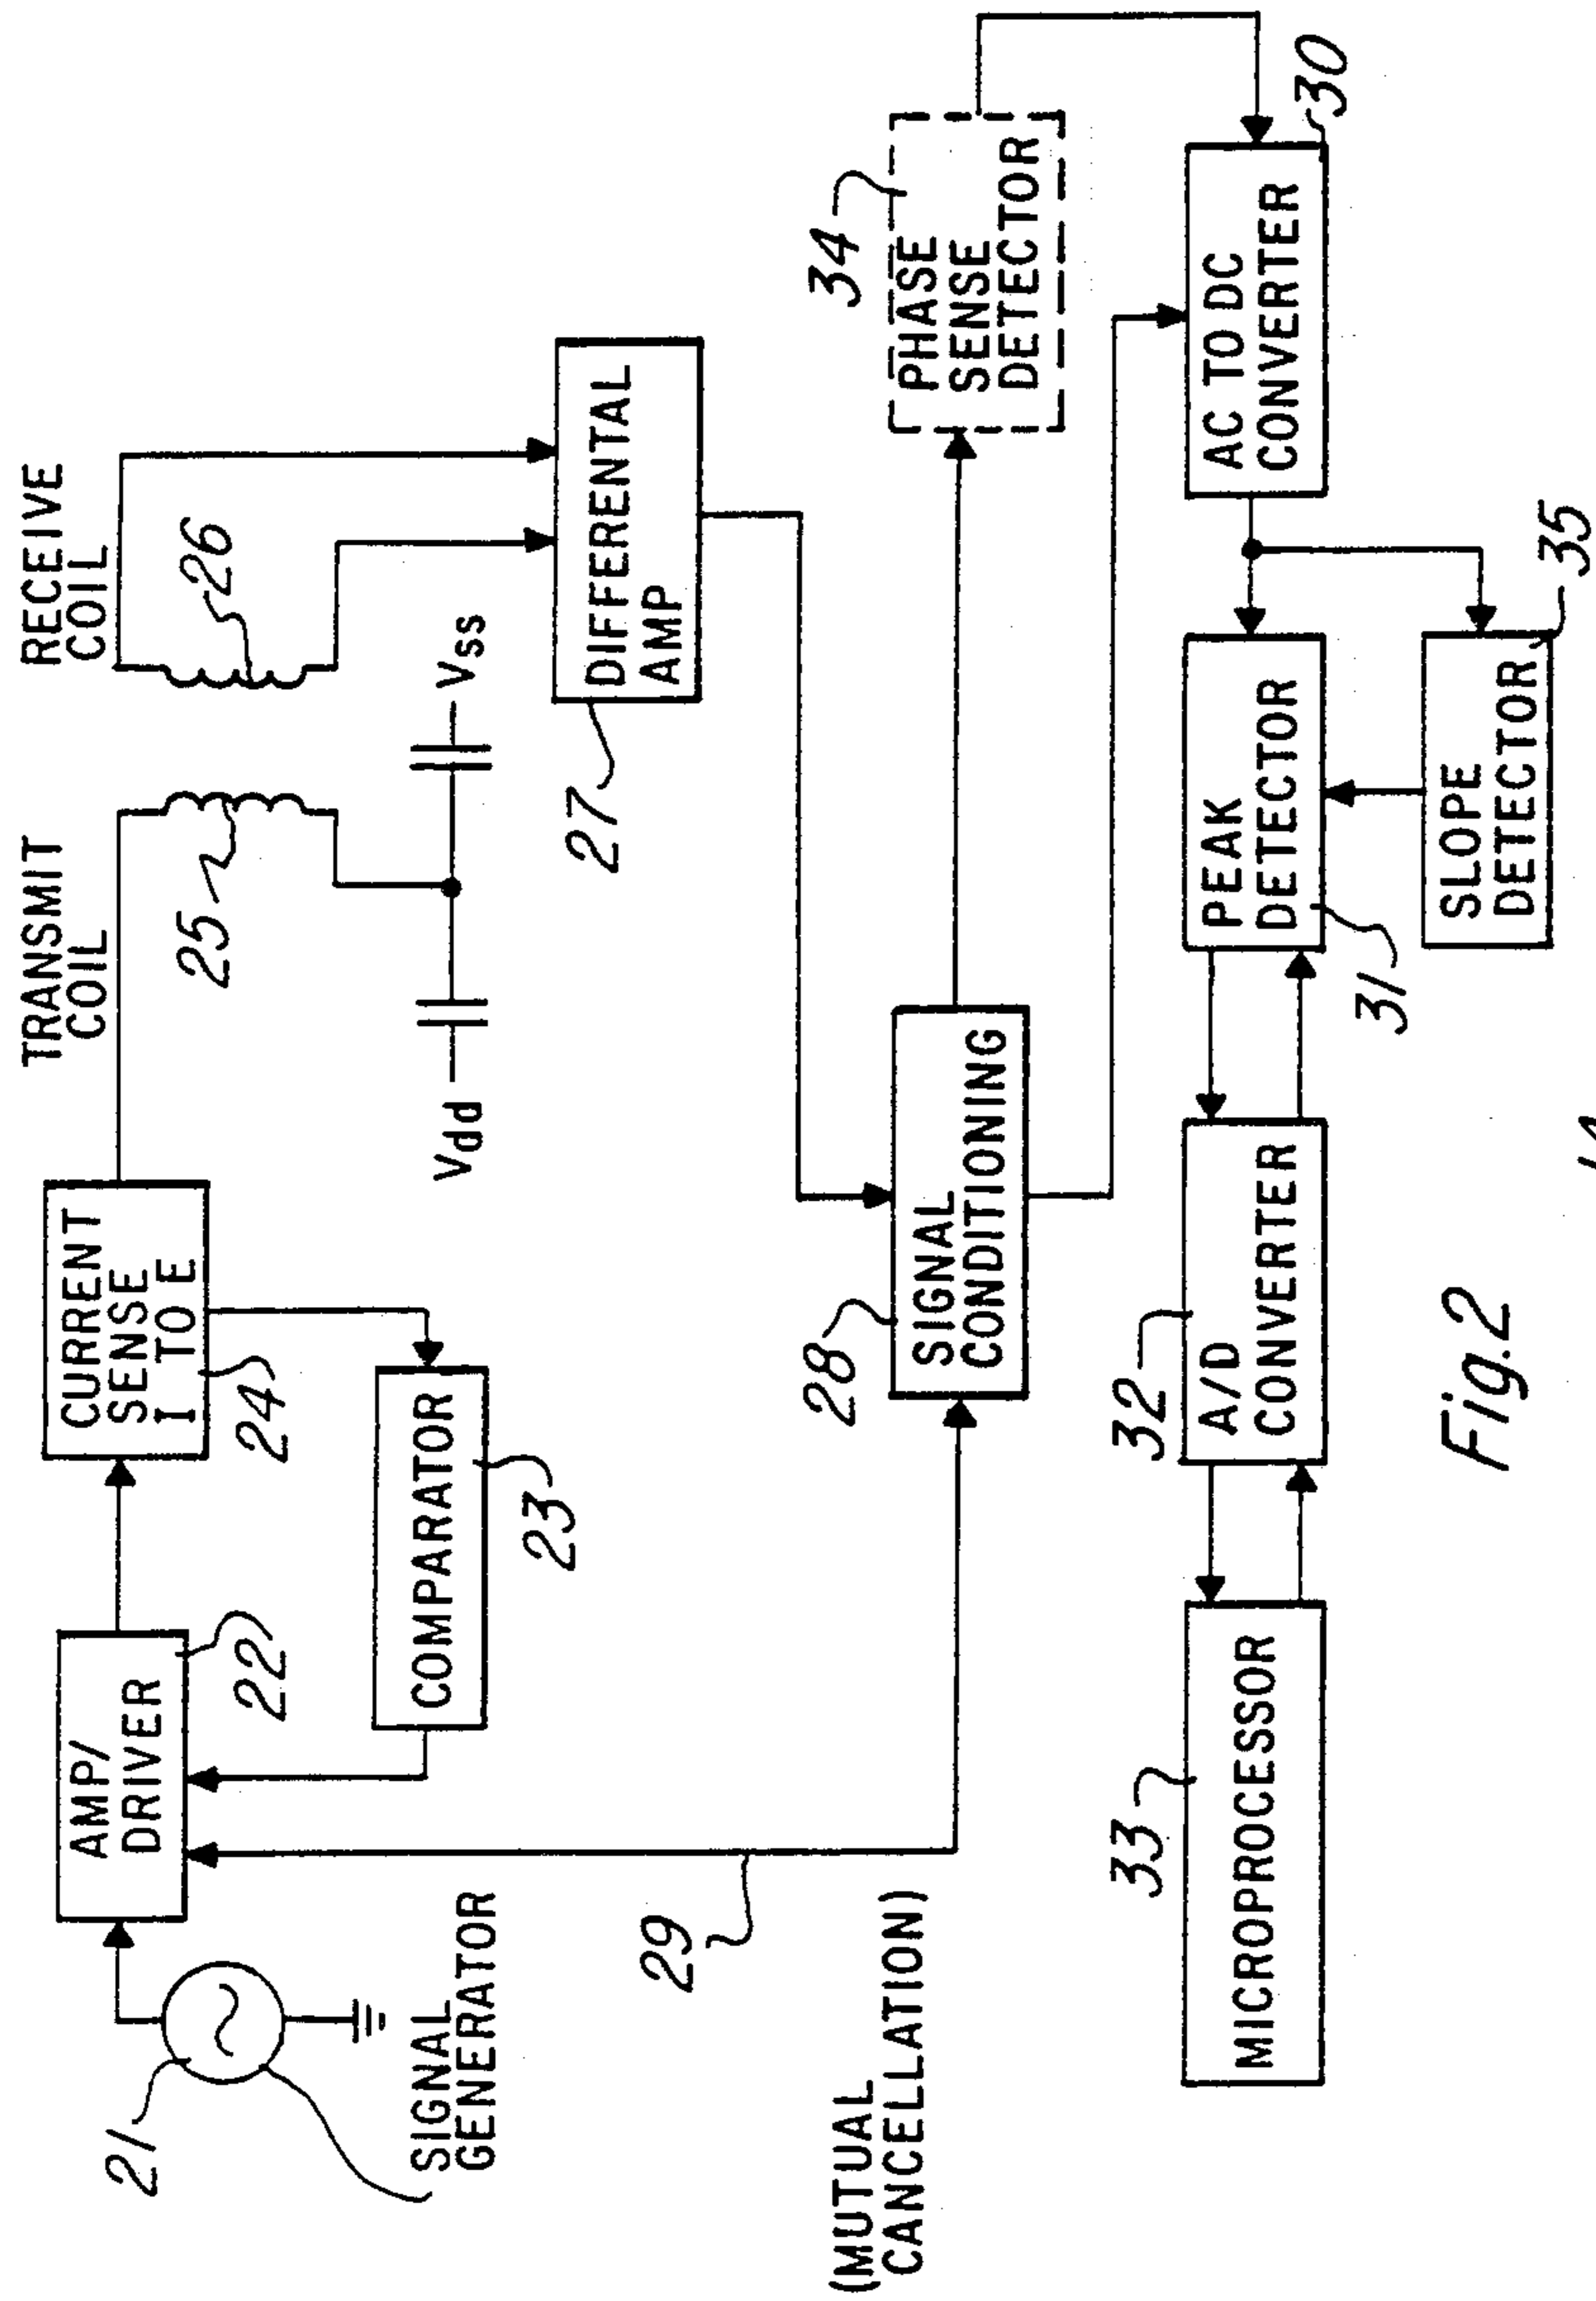 TRANSMIT
COIL
RECEIVE
COIL
AMP/
DRIVER
22
CURRENT
SENSE
I TO E
24
25
26
21
SIGNAL
GENERATOR
COMPARATOR
23
Vdd
Vss
DIFFERENTAL
AMP
27
29
(MUTUAL
CANCELLATION)
28
SIGNAL
CONDITIONING
34
PHASE
SENSE
DETECTOR
33
MICROPROCESSOR
32
A/D
CONVERTER
PEAK
DETECTOR
31
AC TO DC
CONVERTER
30
SLOPE
DETECTOR
35
Fig.2